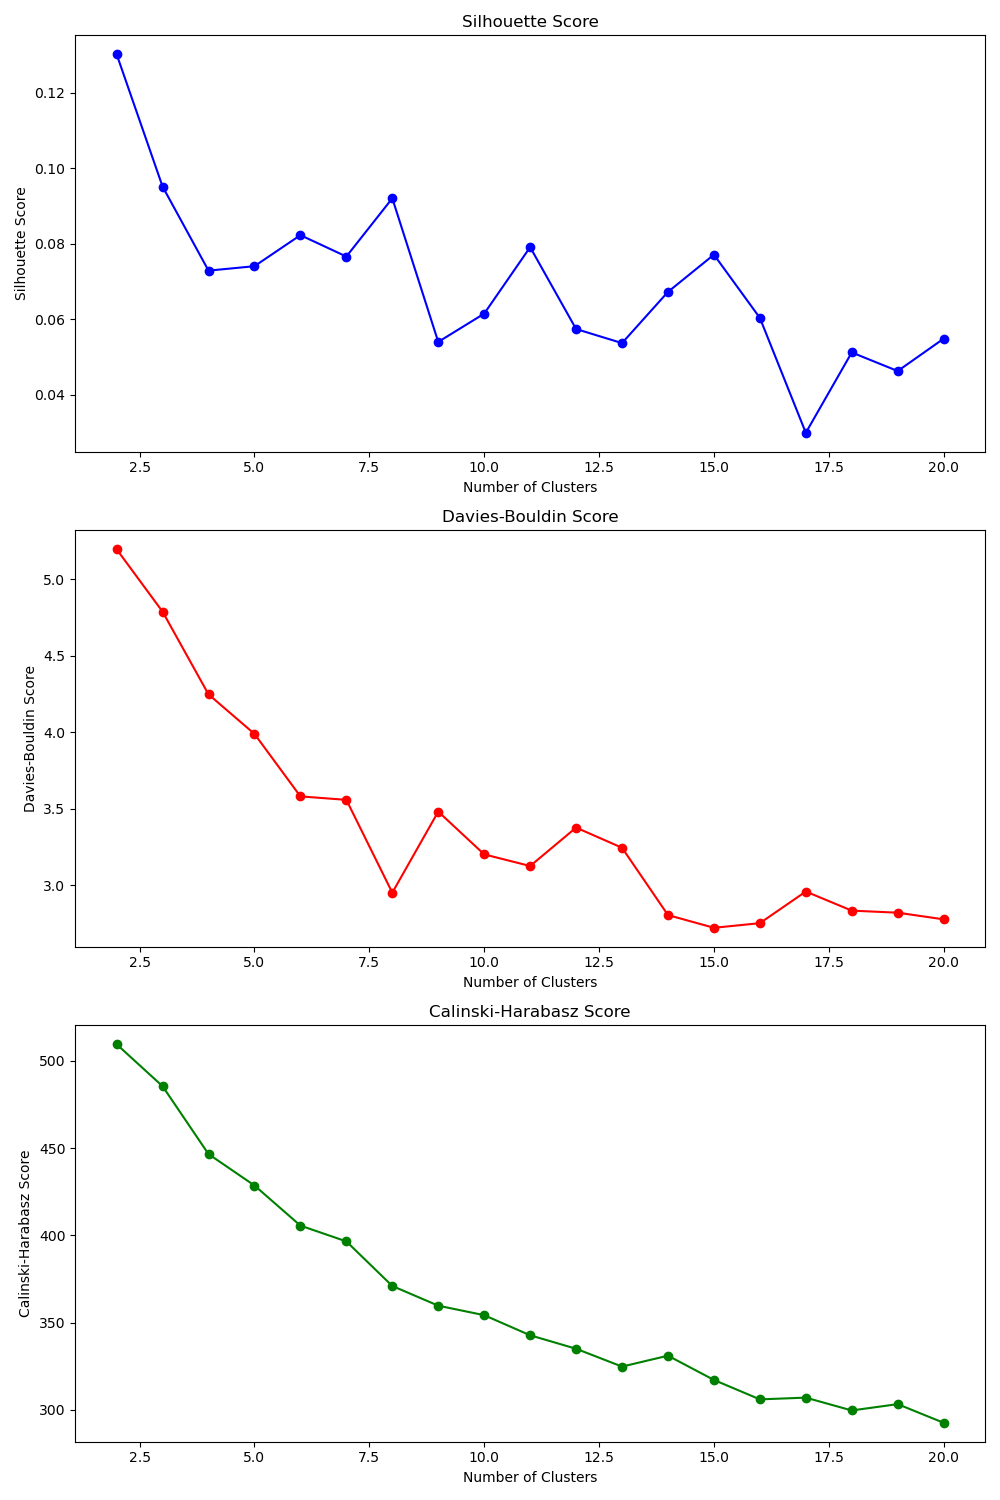 Silhouette Score
Silhouette Score
0.12
0.10
0.08
0.06
0.04
2.5 5.0 7.5 10.0 12.5 15.0 17.5 20.0
Number of Clusters
Davies-Bouldin Score
Davies-Bouldin Score
5.0
4.5
4.0
3.5
3.0
2.5 5.0 7.5 10.0 12.5 15.0 17.5 20.0
Number of Clusters
Calinski-Harabasz Score
Calinski-Harabasz Score
500
450
400
350
300
2.5 5.0 7.5 10.0 12.5 15.0 17.5 20.0
Number of Clusters